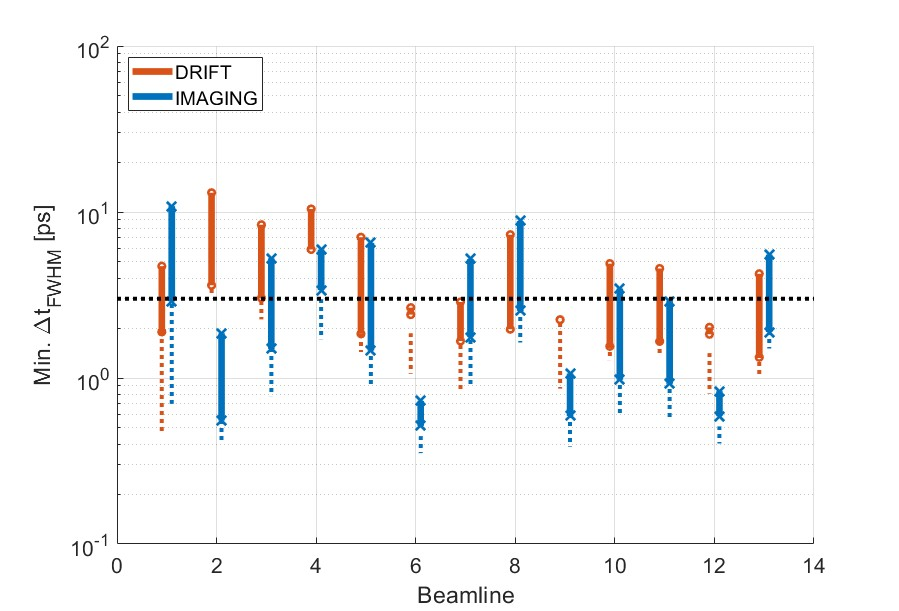 10^2
DRIFT
IMAGING
10^1
Min. Δt_FWHM [ps]
10^0
10^-1
0 2 4 6 8 10 12 14
Beamline